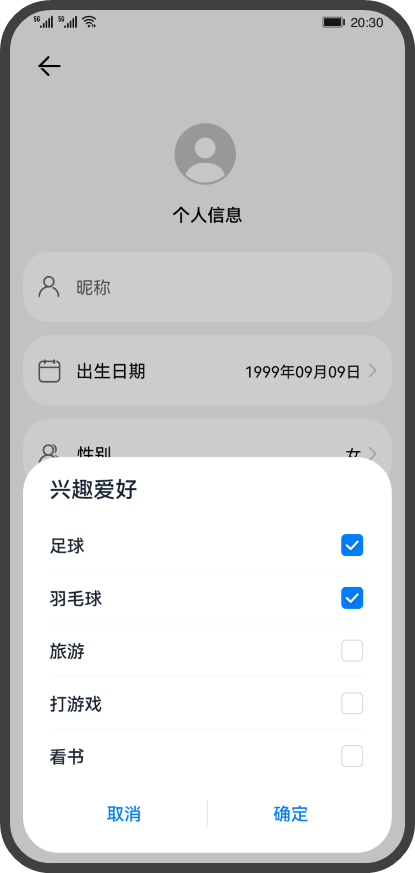 5G 5G 20:30
个人信息
昵称
出生日期 1999年09月09日
性别 女
兴趣爱好
足球
羽毛球
旅游
打游戏
看书
取消 确定